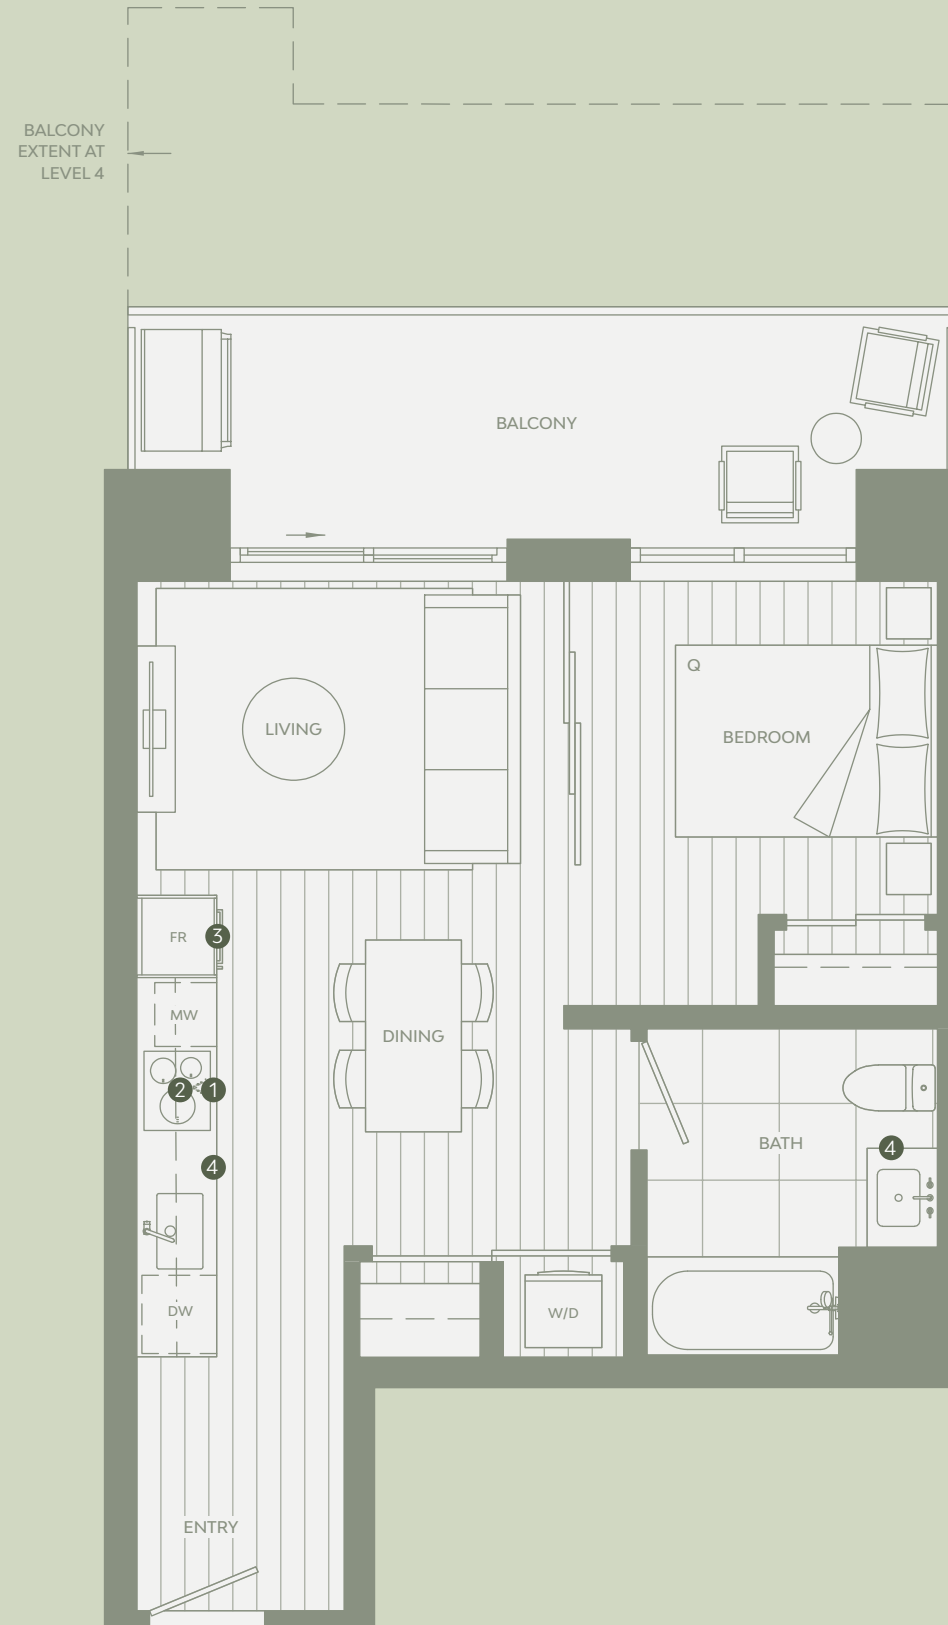 BALCONY
EXTENT AT
LEVEL 4
BALCONY
Q
LIVING
BEDROOM
FR
3
MW
DINING
2
1
BATH
4
4
DW
W/D
ENTRY